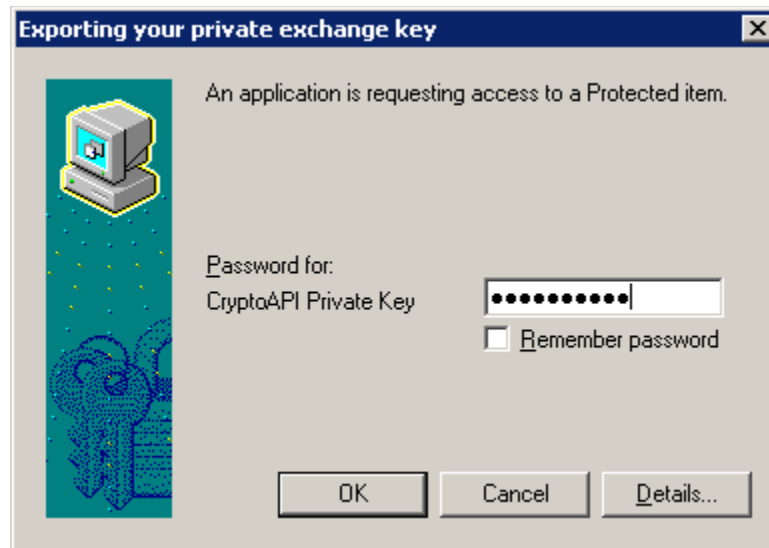 Exporting your private exchange key
An application is requesting access to a Protected item.
Password for:
CryptoAPI Private Key
••••••••••
Remember password
OK
Cancel
Details...